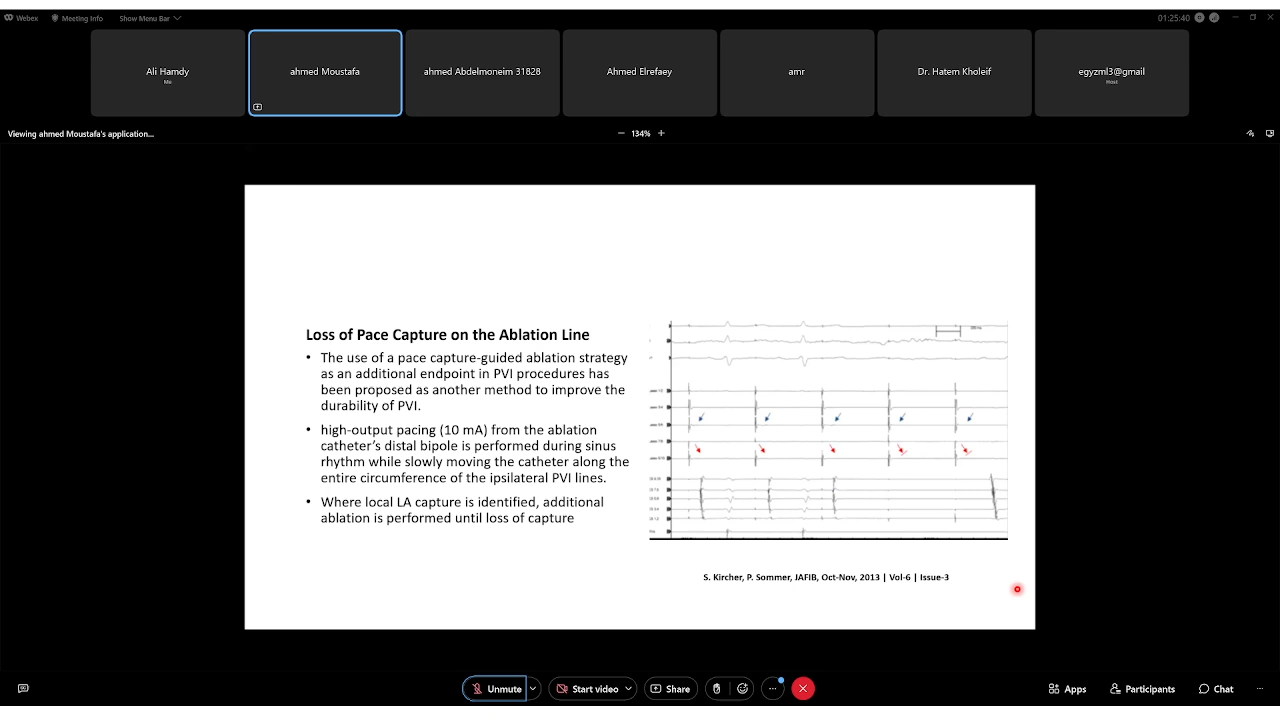 Webex
Meeting Info
Show Menu Bar
01:25:40
Ali Hamdy
Me
ahmed Moustafa
ahmed Abdelmoneim 31828
Ahmed Elrefaey
amr
Dr. Hatem Kholeif
egyzml3@gmail
Host
Viewing ahmed Moustafa's application...
134%
Loss of Pace Capture on the Ablation Line
• The use of a pace capture-guided ablation strategy
as an additional endpoint in PVI procedures has
been proposed as another method to improve the
durability of PVI.
• high-output pacing (10 mA) from the ablation
catheter's distal bipole is performed during sinus
rhythm while slowly moving the catheter along the
entire circumference of the ipsilateral PVI lines.
• Where local LA capture is identified, additional
ablation is performed until loss of capture
S. Kircher, P. Sommer, JAFIB, Oct-Nov, 2013 | Vol-6 | Issue-3
Unmute
Start video
Share
Apps
Participants
Chat